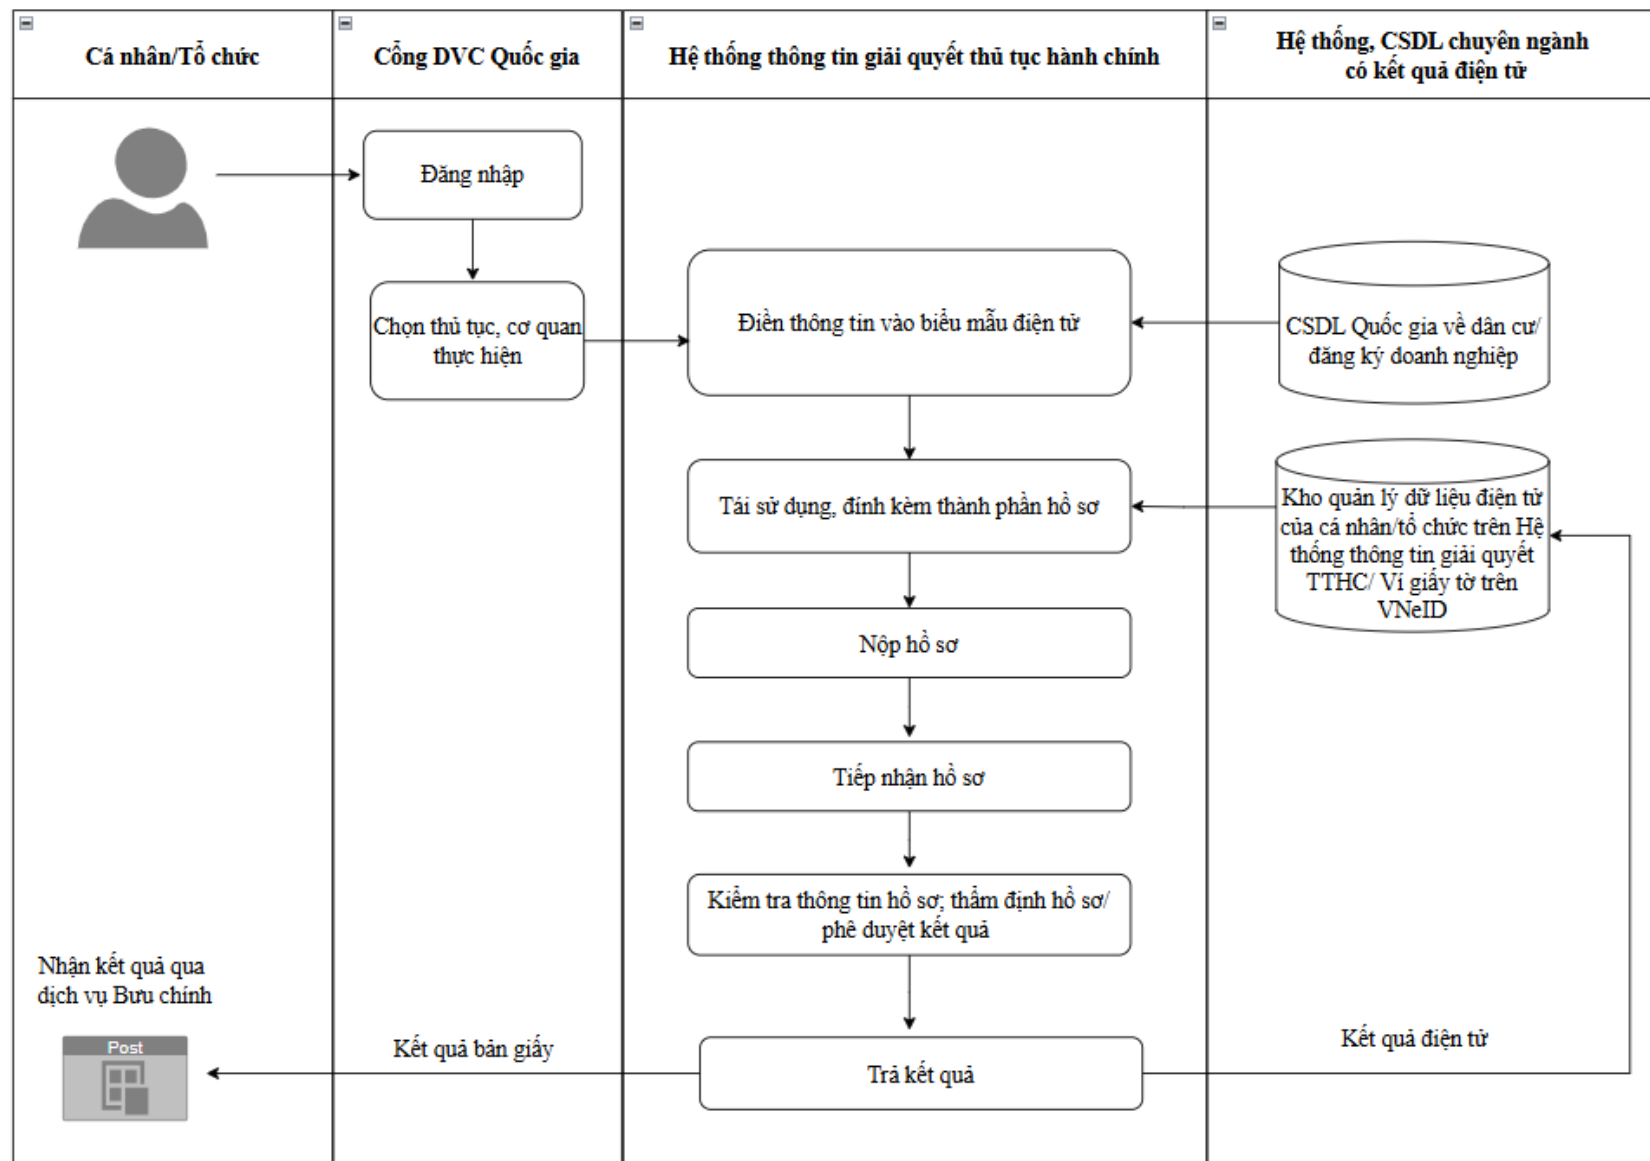 Cá nhân/Tổ chức
Cổng DVC Quốc gia
Hệ thống thông tin giải quyết thủ tục hành chính
Hệ thống, CSDL chuyên ngành
có kết quả điện tử
Đăng nhập
Chọn thủ tục, cơ quan
thực hiện
Điền thông tin vào biểu mẫu điện tử
CSDL Quốc gia về dân cư/
đăng ký doanh nghiệp
Tái sử dụng, đính kèm thành phần hồ sơ
Kho quản lý dữ liệu điện tử
của cá nhân/tổ chức trên Hệ
thống thông tin giải quyết
TTHC/ Ví giấy tờ trên
VNeID
Nộp hồ sơ
Tiếp nhận hồ sơ
Kiểm tra thông tin hồ sơ; thẩm định hồ sơ/
phê duyệt kết quả
Nhận kết quả qua
dịch vụ Bưu chính
Post
Kết quả bản giấy
Trả kết quả
Kết quả điện tử